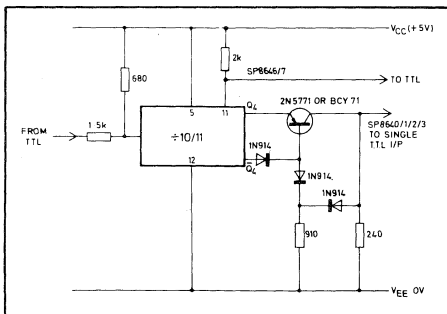 VCC(+5V)
2k
SP8646/7
TO TTL
680
5
11
Q4
2N5771 OR BCY 71
SP8640/1/2/3
TO SINGLE
TTL I/P
FROM
TTL
1 5k
÷10/11
1N914
Q̅4
12
1N914.
1N914
910
240
VEE 0V